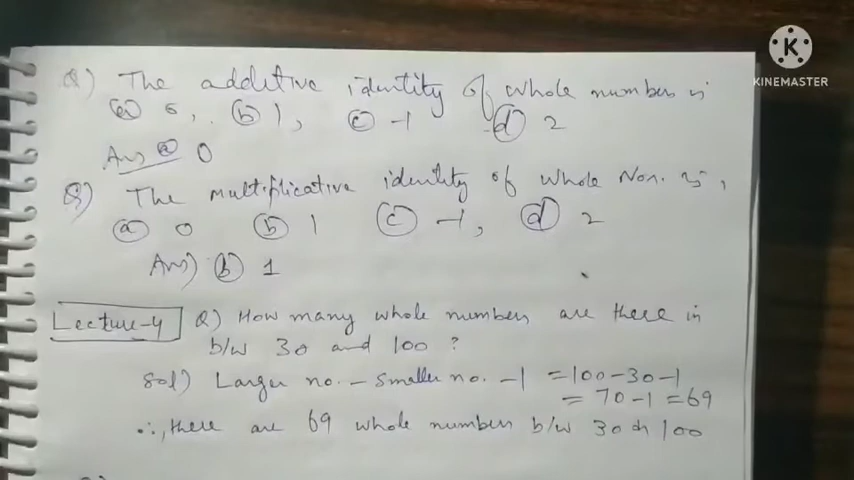 KINEMASTER
Q) The additive identity of whole numbers is
(a) 0, (b) 1, (c) -1 (d) 2
Ans (a) 0
Q) The multiplicative identity of whole Nos. is,
(a) 0 (b) 1 (c) -1, (d) 2
Ans) (b) 1
Lecture-4 Q) How many whole numbers are there in
b/w 30 and 100 ?
Sol) Larger no. - smaller no. -1 = 100-30-1
= 70-1 = 69
∴, there are 69 whole numbers b/w 30 & 100